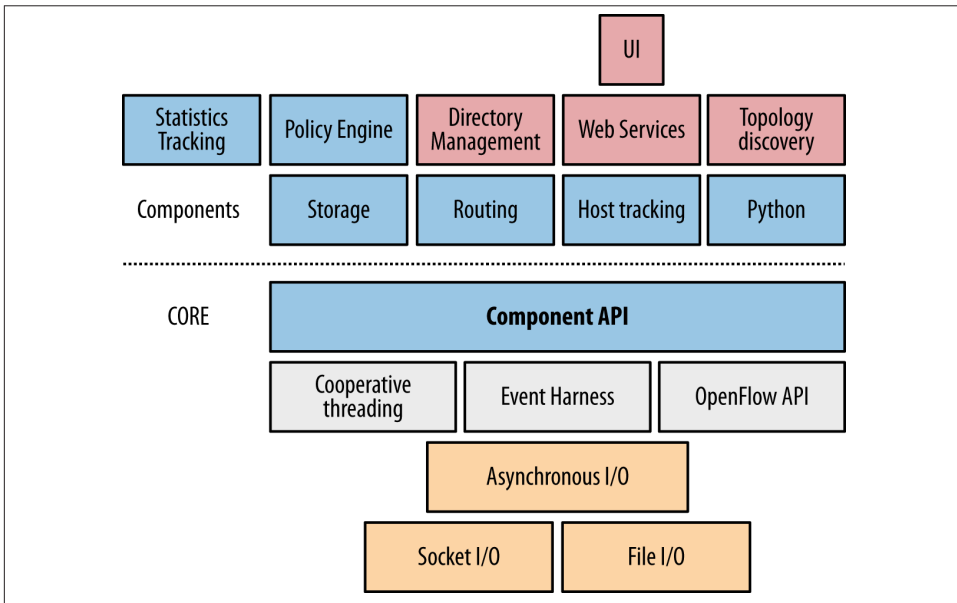 UI
Statistics
Tracking
Policy Engine
Directory
Management
Web Services
Topology
discovery
Components
Storage
Routing
Host tracking
Python
CORE
Component API
Cooperative
threading
Event Harness
OpenFlow API
Asynchronous I/O
Socket I/O
File I/O